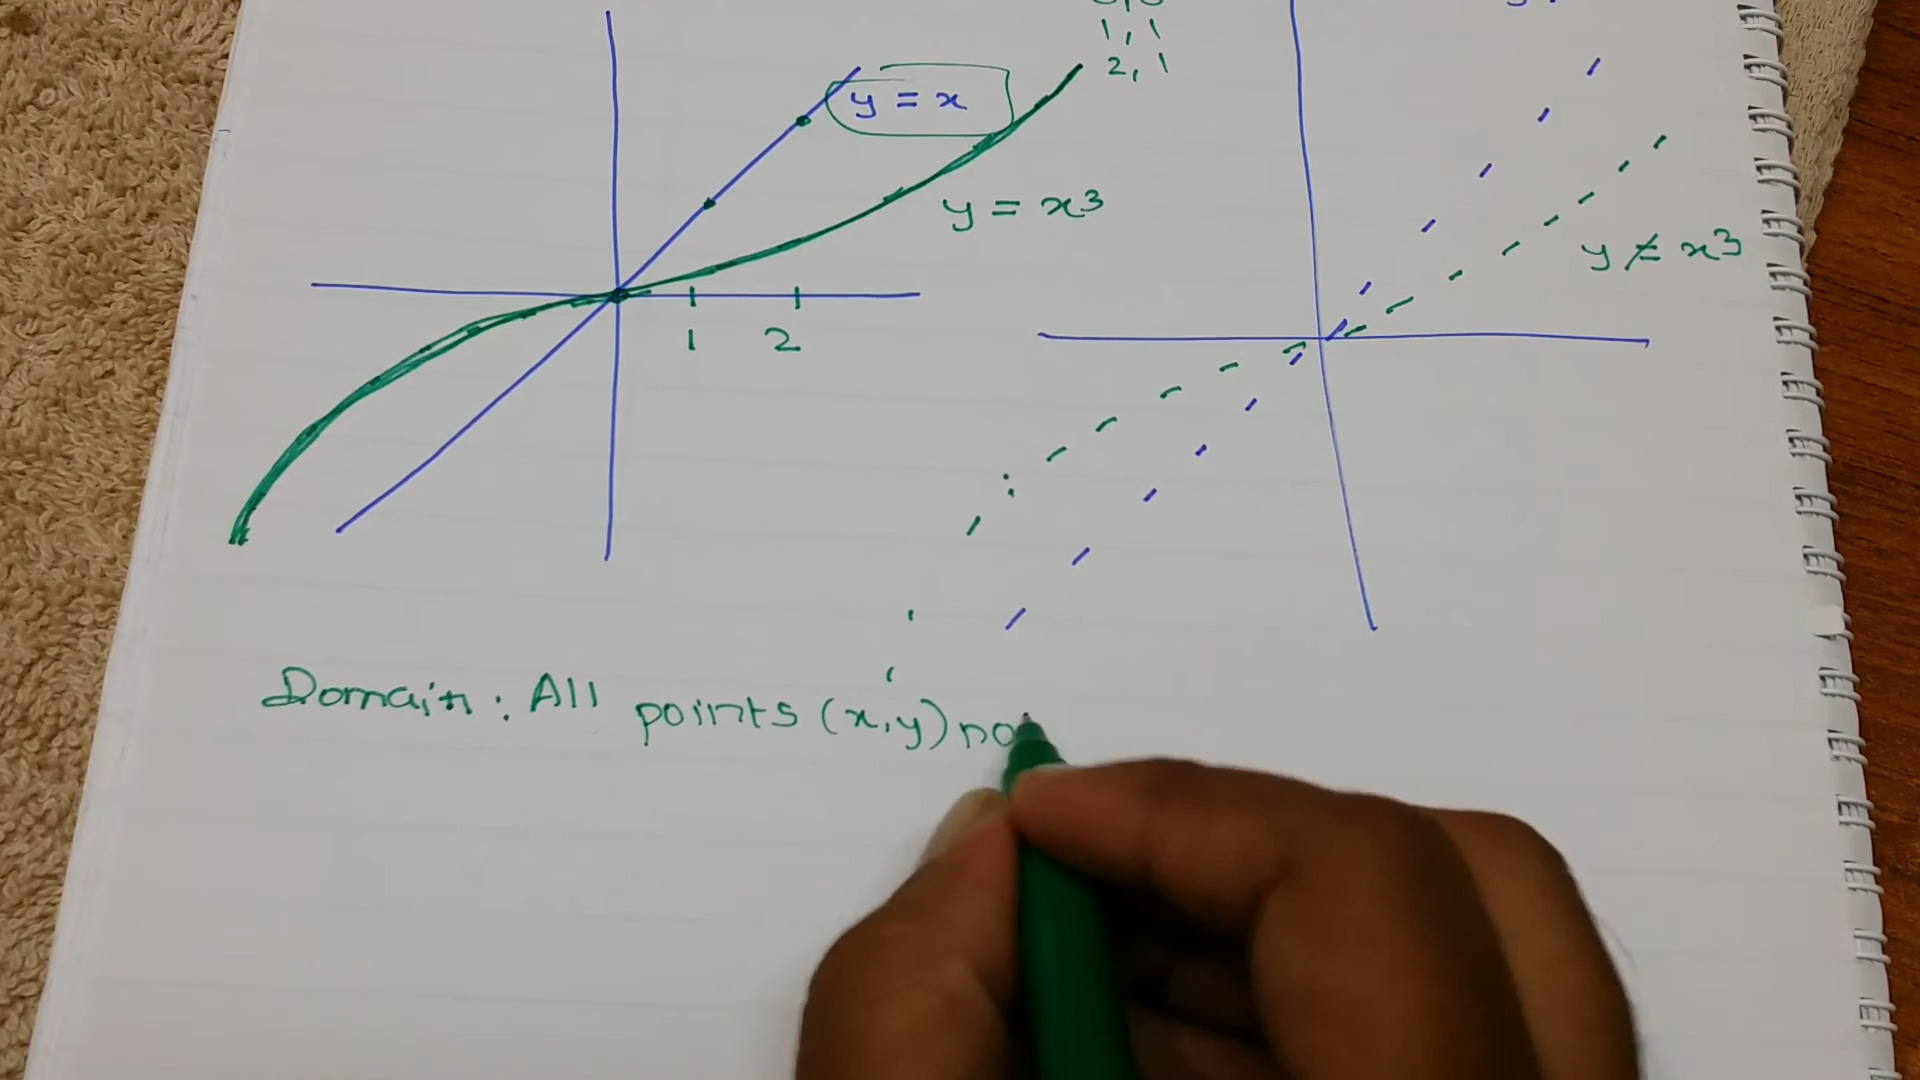 1, 1
2, 1
y = x
y = x³
y ≠ x³
1 2
Domain: All points (x,y) no